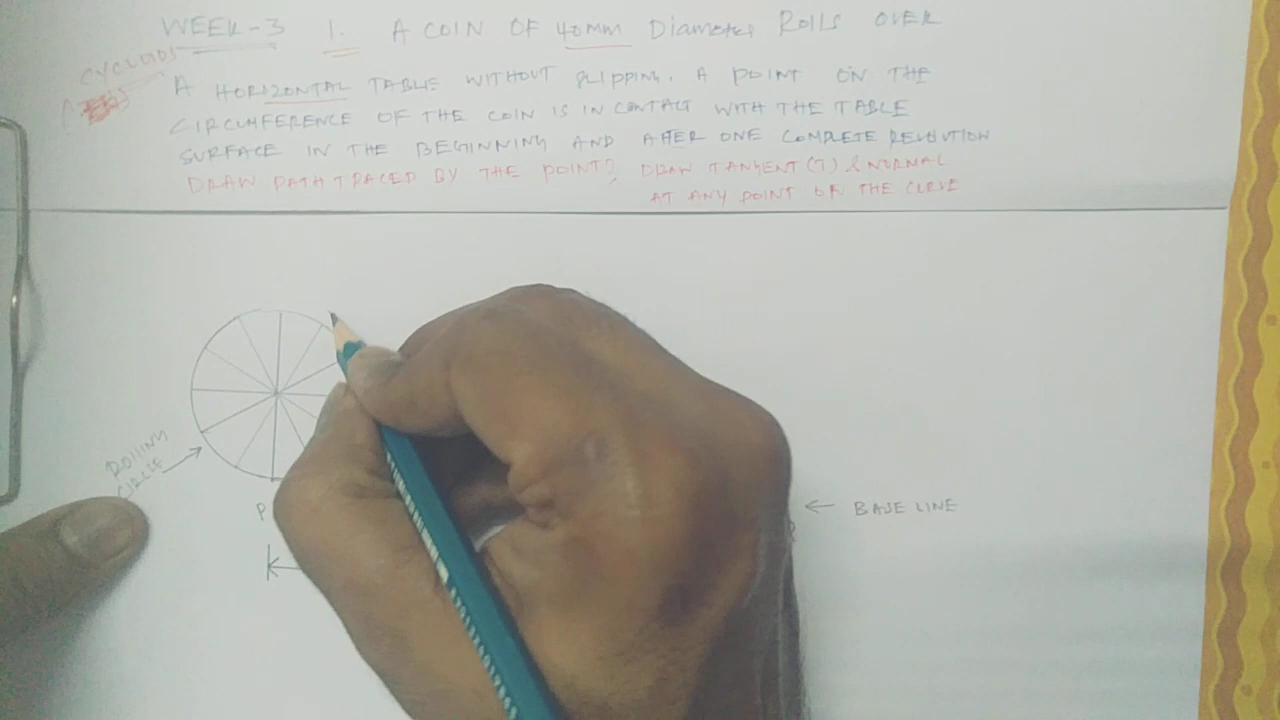 WEEK-3 1. A COIN OF 40mm Diameter ROLLS OVER
CYCLOIDS
A HORIZONTAL TABLE WITHOUT SLIPPING. A POINT ON THE
CIRCUMFERENCE OF THE COIN IS IN CONTACT WITH THE TABLE
SURFACE IN THE BEGINNING AND AFTER ONE COMPLETE REVOLUTION
DRAW PATH TRACED BY THE POINT? DRAW TANGENT (T) & NORMAL
AT ANY POINT OF THE CURVE
ROLLING
CIRCLE
P
← BASE LINE